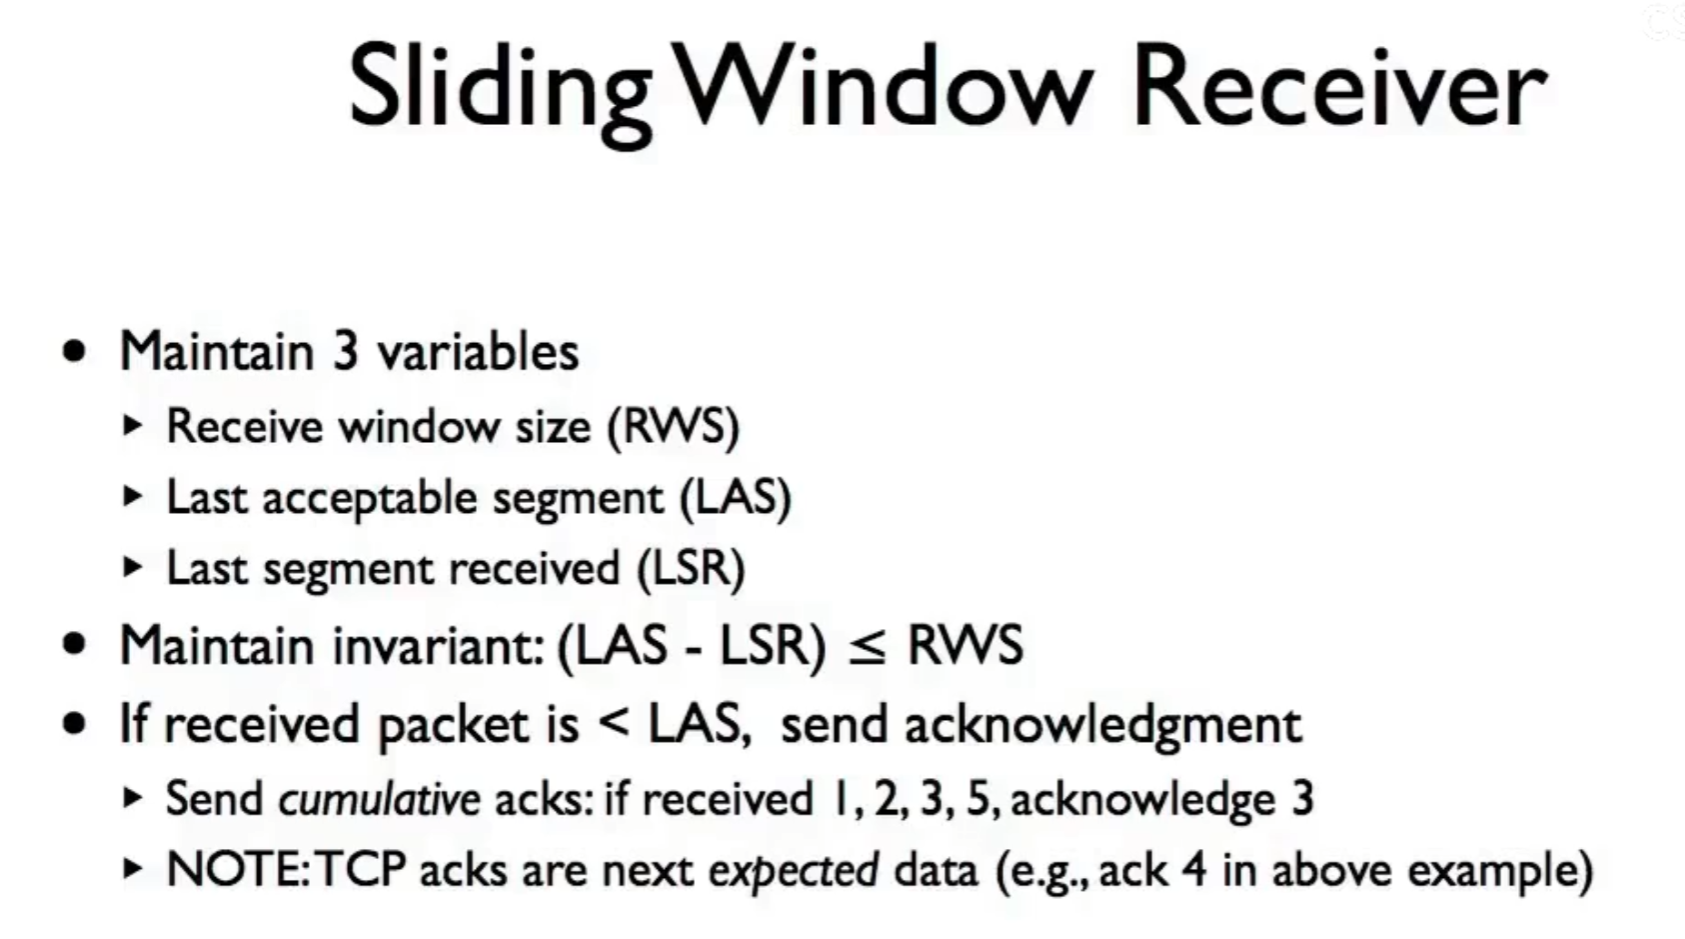 Sliding Window Receiver
• Maintain 3 variables
▸ Receive window size (RWS)
▸ Last acceptable segment (LAS)
▸ Last segment received (LSR)
• Maintain invariant: (LAS - LSR) ≤ RWS
• If received packet is < LAS, send acknowledgment
▸ Send cumulative acks: if received 1, 2, 3, 5, acknowledge 3
▸ NOTE: TCP acks are next expected data (e.g., ack 4 in above example)